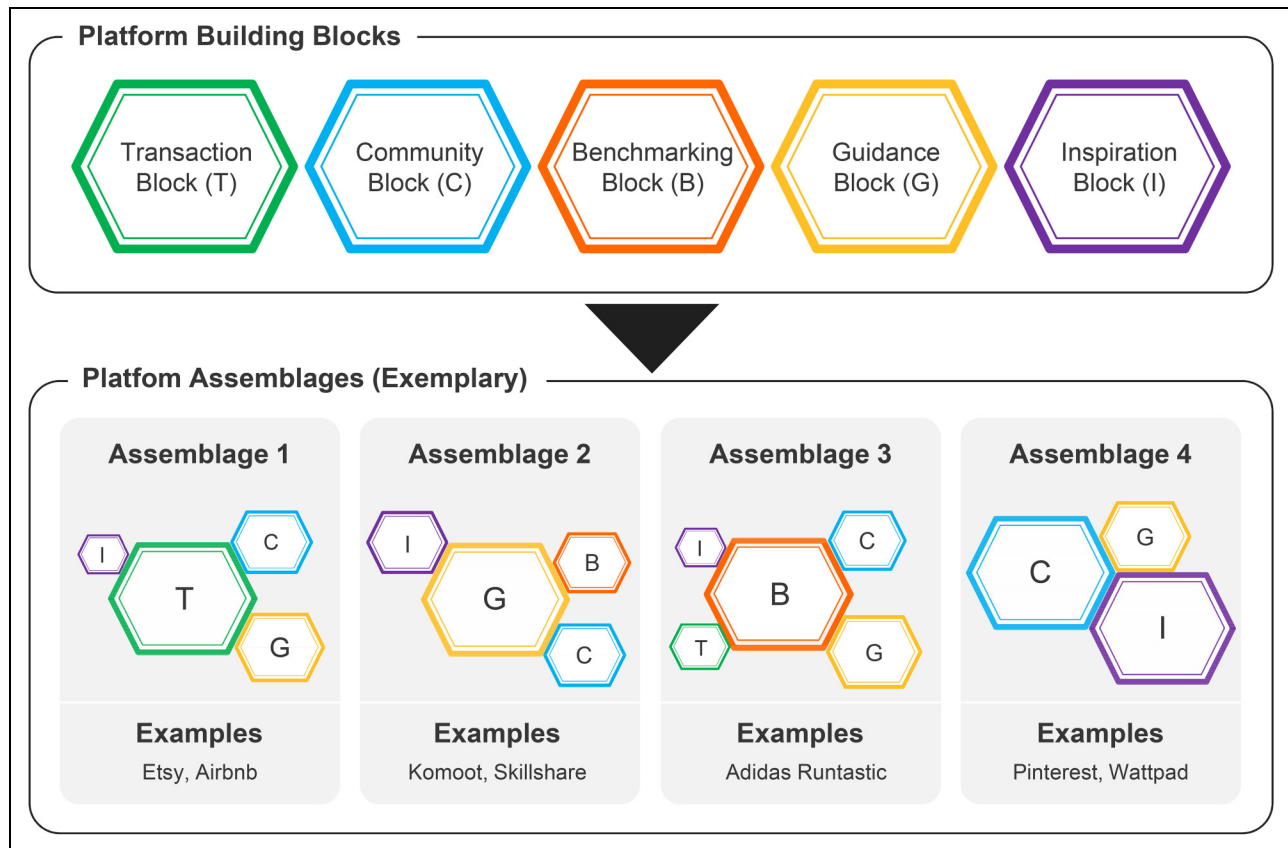 Platform Building Blocks
Transaction
Block (T)
Community
Block (C)
Benchmarking
Block (B)
Guidance
Block (G)
Inspiration
Block (I)
Platfom Assemblages (Exemplary)
Assemblage 1
I
C
T
G
Examples
Etsy, Airbnb
Assemblage 2
I
B
G
C
Examples
Komoot, Skillshare
Assemblage 3
I
C
B
T
G
Examples
Adidas Runtastic
Assemblage 4
G
C
I
Examples
Pinterest, Wattpad